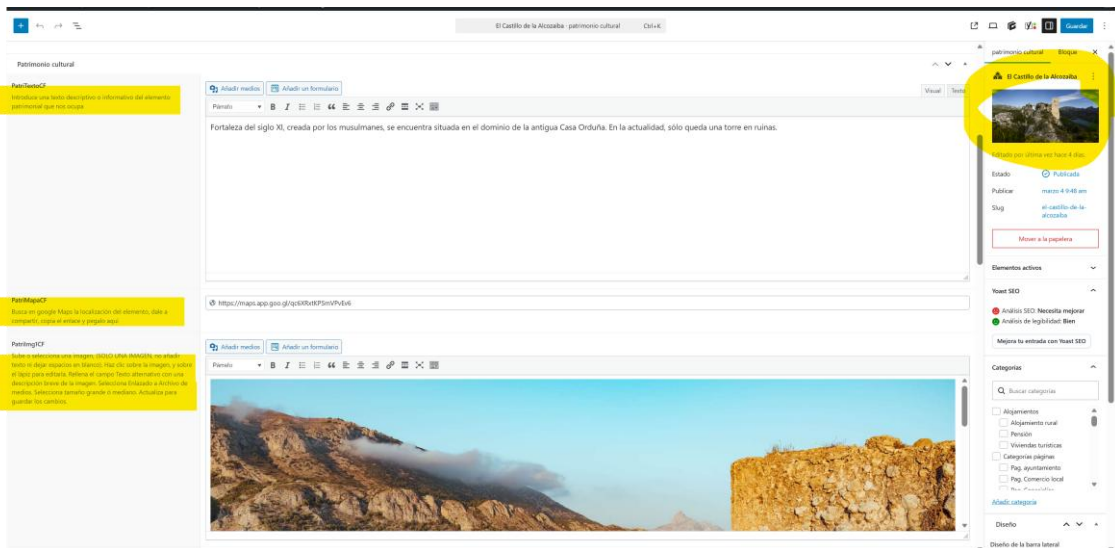 El Castillo de la Alcozaiba · patrimonio cultural Ctrl+K
Guardar
Patrimonio cultural
PatriTextoCF
Introduce una texto descriptivo o informativo del elemento
patrimonial que nos ocupa.
Añadir medios Añadir un formulario
Visual Texto
Párrafo
Fortaleza del siglo XI, creada por los musulmanes, se encuentra situada en el dominio de la antigua Casa Orduña. En la actualidad, sólo queda una torre en ruinas.
PatriMapaCF
Busca en google Maps la localización del elemento, dale a
compartir, copia el enlace y pegalo aquí
PatriImg1CF
Sube o selecciona una imagen. (SOLO UNA IMAGEN, no añadir
texto ni dejar espacios en blanco). Haz clic sobre la imagen, y sobre
el lápiz para editarla. Rellena el campo Texto alternativo con una
descripción breve de la imagen. Selecciona Enlazado a Archivo de
medios. Selecciona tamaño grande ó mediano. Actualiza para
guardar los cambios.
Añadir medios Añadir un formulario
Párrafo
patrimonio cultural Bloque
El Castillo de la Alcozaiba
Editado por última vez hace 4 días.
Estado Publicada
Publicar marzo 4 9:48 am
Slug el-castillo-de-la-
alcozaiba
Mover a la papelera
Elementos activos
Yoast SEO
Análisis SEO: Necesita mejorar
Análisis de legibilidad: Bien
Mejora tu entrada con Yoast SEO
Categorías
Buscar categorías
Alojamientos
Alojamiento rural
Pensión
Viviendas turísticas
Categorías páginas
Pag. ayuntamiento
Pag. Comercio local
Añadir categoría
Diseño
Diseño de la barra lateral